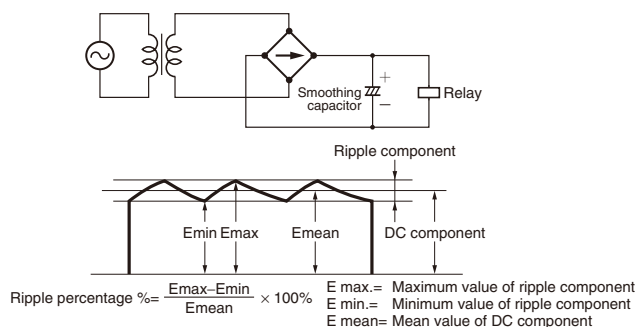 +
Smoothing
capacitor
−
Relay
Ripple component
Emin Emax
Emean
DC component
Ripple percentage %= Emax–Emin / Emean × 100%
E max.= Maximum value of ripple component
E min.= Minimum value of ripple component
E mean= Mean value of DC component